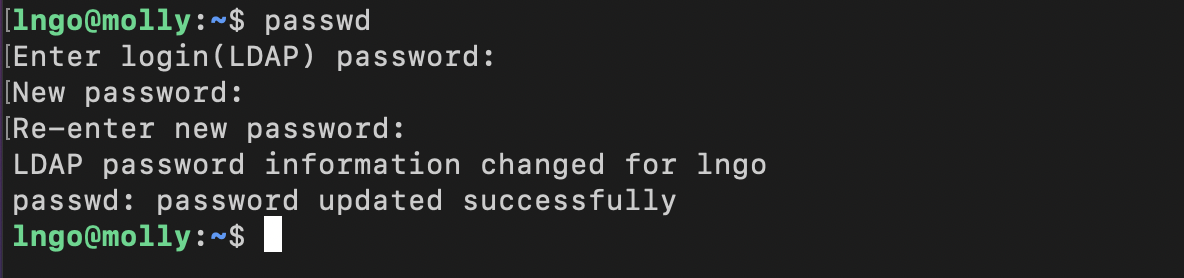 [lngo@molly:~$ passwd
[Enter login(LDAP) password:
[New password:
[Re-enter new password:
LDAP password information changed for lngo
passwd: password updated successfully
lngo@molly:~$